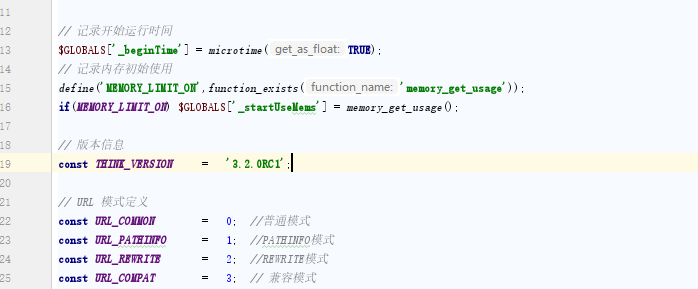 11
12 // 记录开始运行时间
13 $GLOBALS['_beginTime'] = microtime( get_as_float: TRUE);
14 // 记录内存初始使用
15 define('MEMORY_LIMIT_ON',function_exists( function_name: 'memory_get_usage'));
16 if(MEMORY_LIMIT_ON) $GLOBALS['_startUseMems'] = memory_get_usage();
17
18 // 版本信息
19 const THINK_VERSION = '3.2.0RC1';
20
21 // URL 模式定义
22 const URL_COMMON = 0; //普通模式
23 const URL_PATHINFO = 1; //PATHINFO模式
24 const URL_REWRITE = 2; //REWRITE模式
25 const URL_COMPAT = 3; // 兼容模式